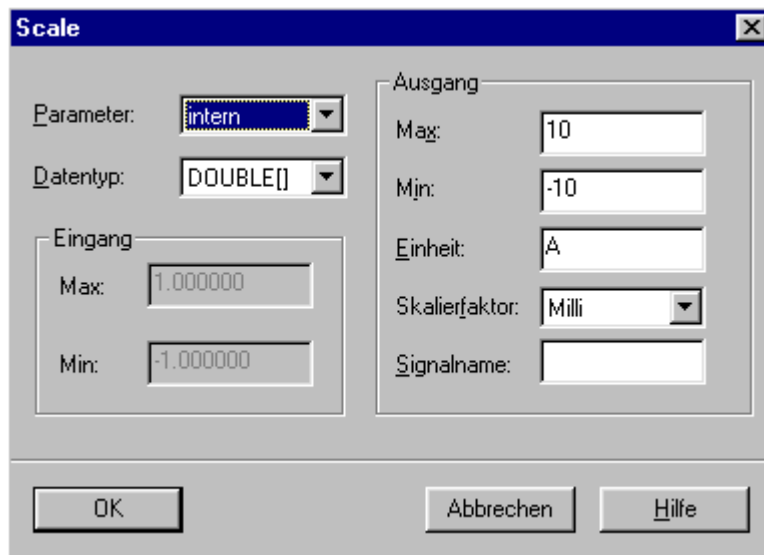 Scale
Parameter: intern
Datentyp: DOUBLE[]
Eingang
Max: 1.000000
Min: -1.000000
Ausgang
Max: 10
Min: -10
Einheit: A
Skalierfaktor: Milli
Signalname:
OK Abbrechen Hilfe